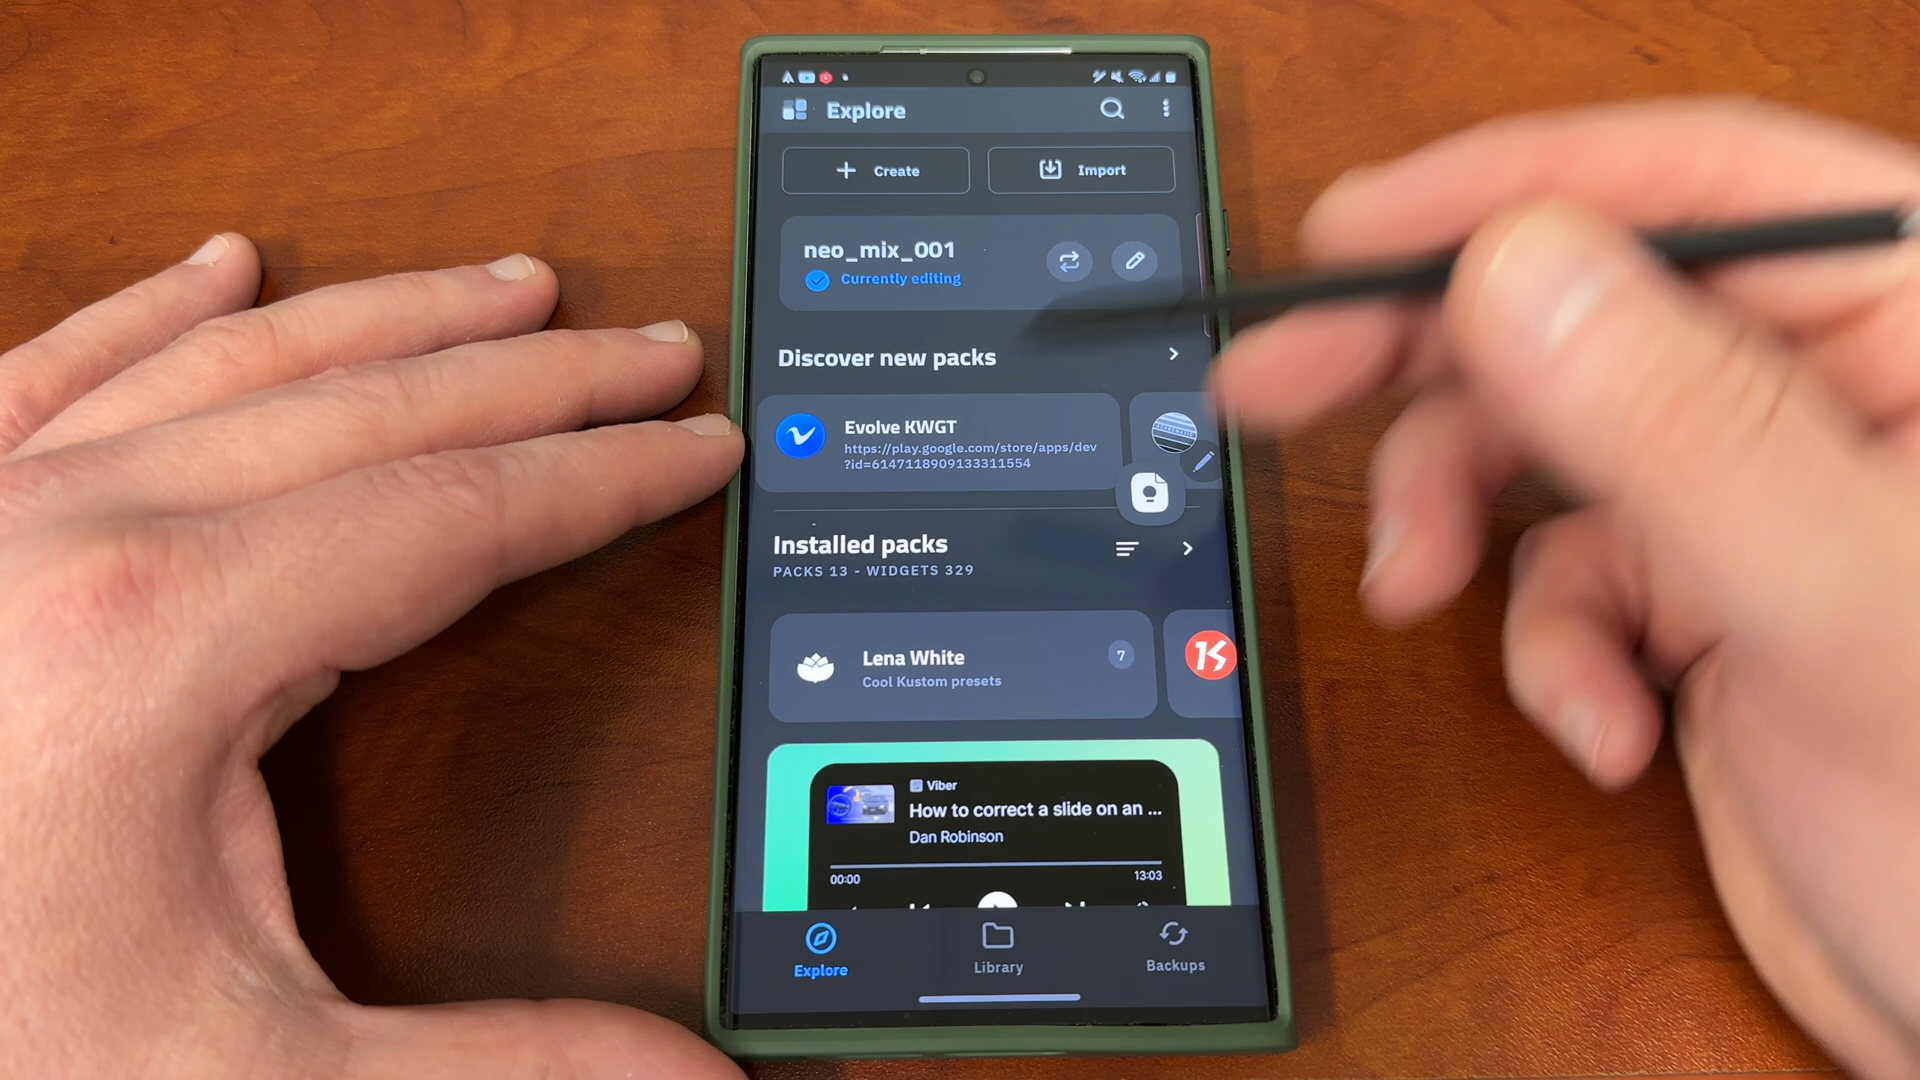 Explore
Create
Import
neo_mix_001
Currently editing
Discover new packs
Evolve KWGT
https://play.google.com/store/apps/dev
?id=6147118909133311554
Installed packs
PACKS 13 - WIDGETS 329
Lena White
7
Cool Kustom presets
Viber
How to correct a slide on an ...
Dan Robinson
00:00
13:03
Explore
Library
Backups